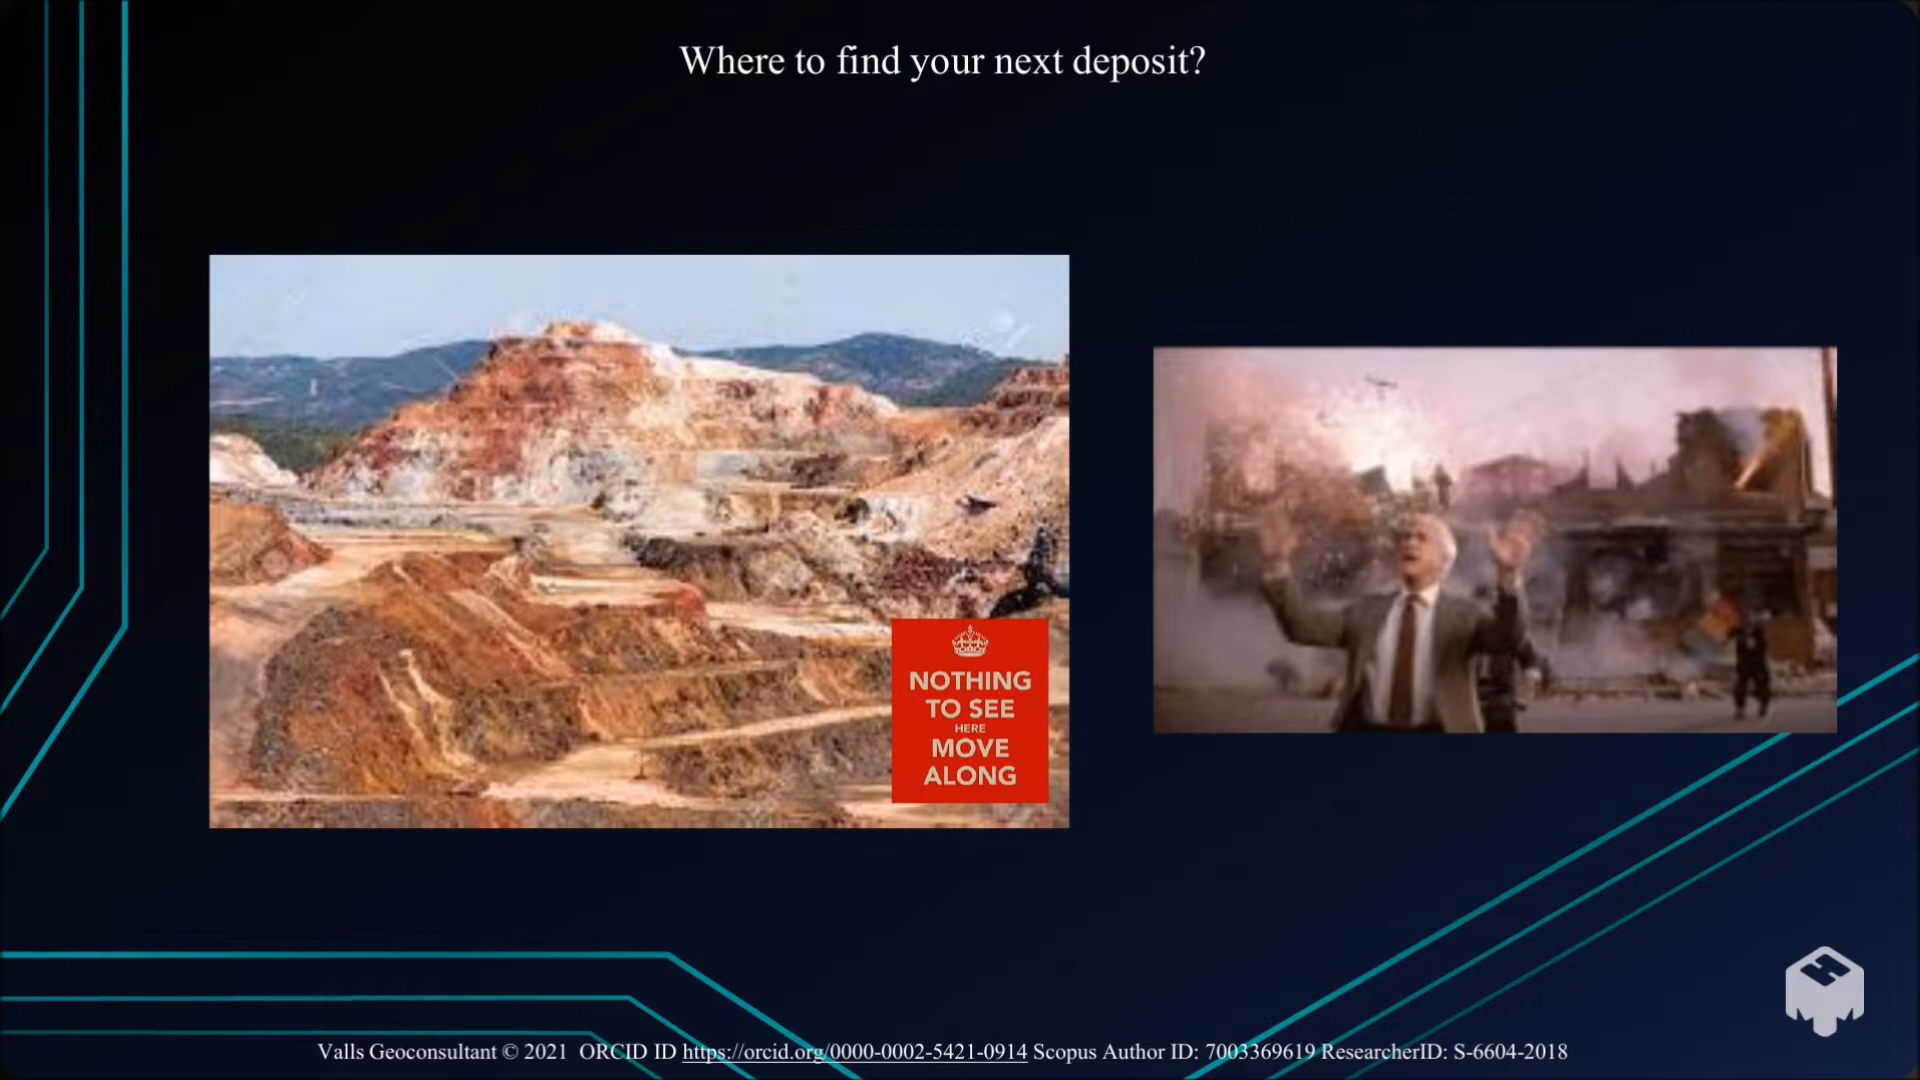 Where to find your next deposit?
NOTHING
TO SEE
HERE
MOVE
ALONG
Valls Geoconsultant © 2021 ORCID ID https://orcid.org/0000-0002-5421-0914 Scopus Author ID: 7003369619 ResearcherID: S-6604-2018